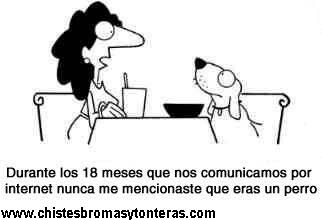 Durante los 18 meses que nos comunicamos por
internet nunca me mencionaste que eras un perro
www.chistesbromasytonteras.com